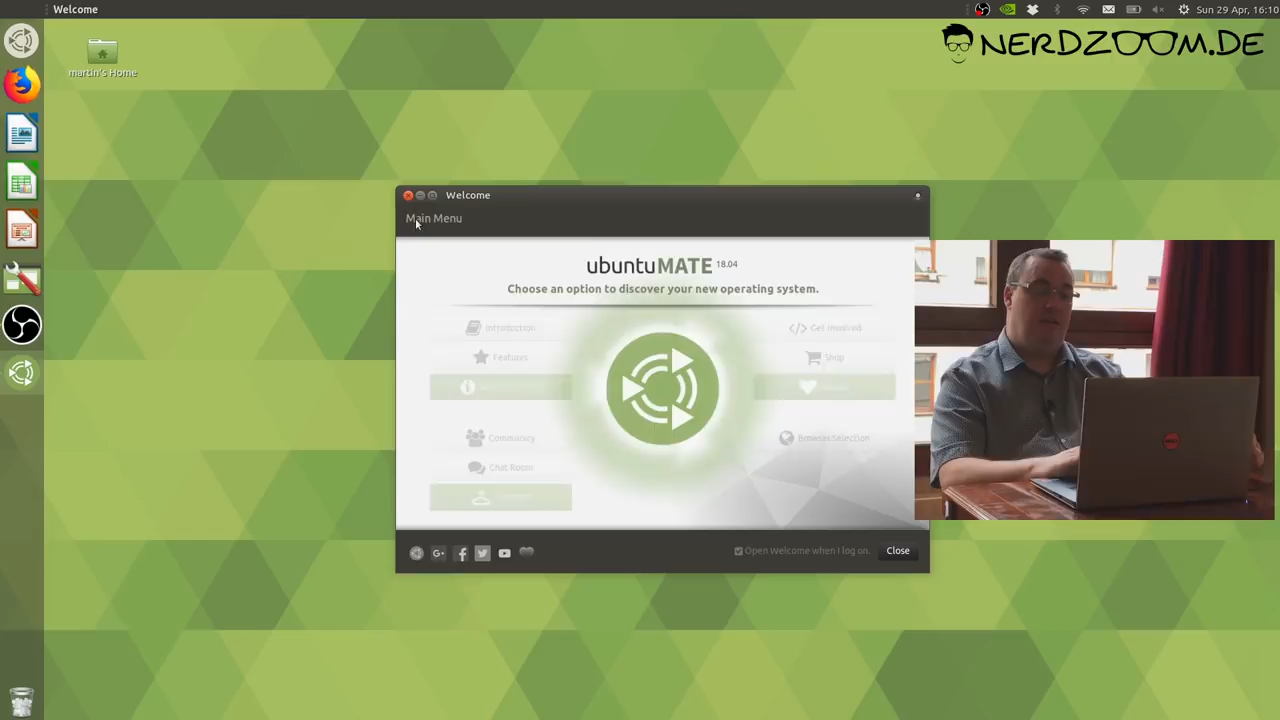 Welcome
Sun 29 Apr, 16:10
NERDZOOM.DE
martin's Home
Welcome
Main Menu
ubuntuMATE 18.04
Choose an option to discover your new operating system.
Introduction
Get Involved
Features
Shop
Community
Browser Selection
Chat Room
Open Welcome when I log on.
Close